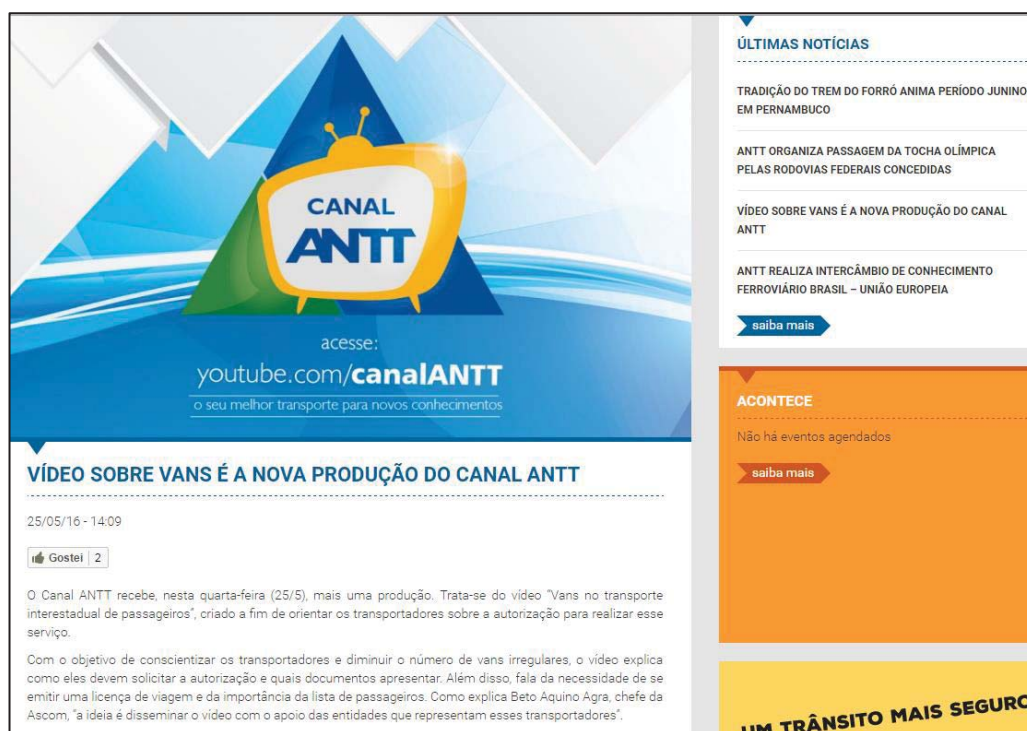 CANAL
ANTT
acesse:
youtube.com/canalANTT
o seu melhor transporte para novos conhecimentos
VÍDEO SOBRE VANS É A NOVA PRODUÇÃO DO CANAL ANTT
25/05/16 - 14:09
Gostei 2
O Canal ANTT recebe, nesta quarta-feira (25/5), mais uma produção. Trata-se do vídeo "Vans no transporte
interestadual de passageiros", criado a fim de orientar os transportadores sobre a autorização para realizar esse
serviço.
Com o objetivo de conscientizar os transportadores e diminuir o número de vans irregulares, o vídeo explica
como eles devem solicitar a autorização e quais documentos apresentar. Além disso, fala da necessidade de se
emitir uma licença de viagem e da importância da lista de passageiros. Como explica Beto Aquino Agra, chefe da
Ascom, "a ideia é disseminar o vídeo com o apoio das entidades que representam esses transportadores".
ÚLTIMAS NOTÍCIAS
TRADIÇÃO DO TREM DO FORRÓ ANIMA PERÍODO JUNINO
EM PERNAMBUCO
ANTT ORGANIZA PASSAGEM DA TOCHA OLÍMPICA
PELAS RODOVIAS FEDERAIS CONCEDIDAS
VÍDEO SOBRE VANS É A NOVA PRODUÇÃO DO CANAL
ANTT
ANTT REALIZA INTERCÂMBIO DE CONHECIMENTO
FERROVIÁRIO BRASIL – UNIÃO EUROPEIA
saiba mais
ACONTECE
Não há eventos agendados
saiba mais
UM TRÂNSITO MAIS SEGURO